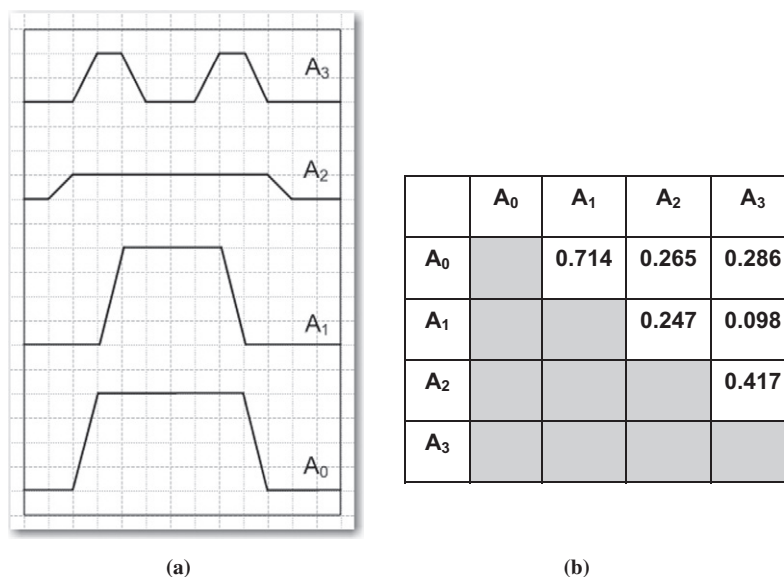 A₃
A₂
A₁
A₀
A₀ A₁ A₂ A₃
A₀ 0.714 0.265 0.286
A₁ 0.247 0.098
A₂ 0.417
A₃
(a) (b)